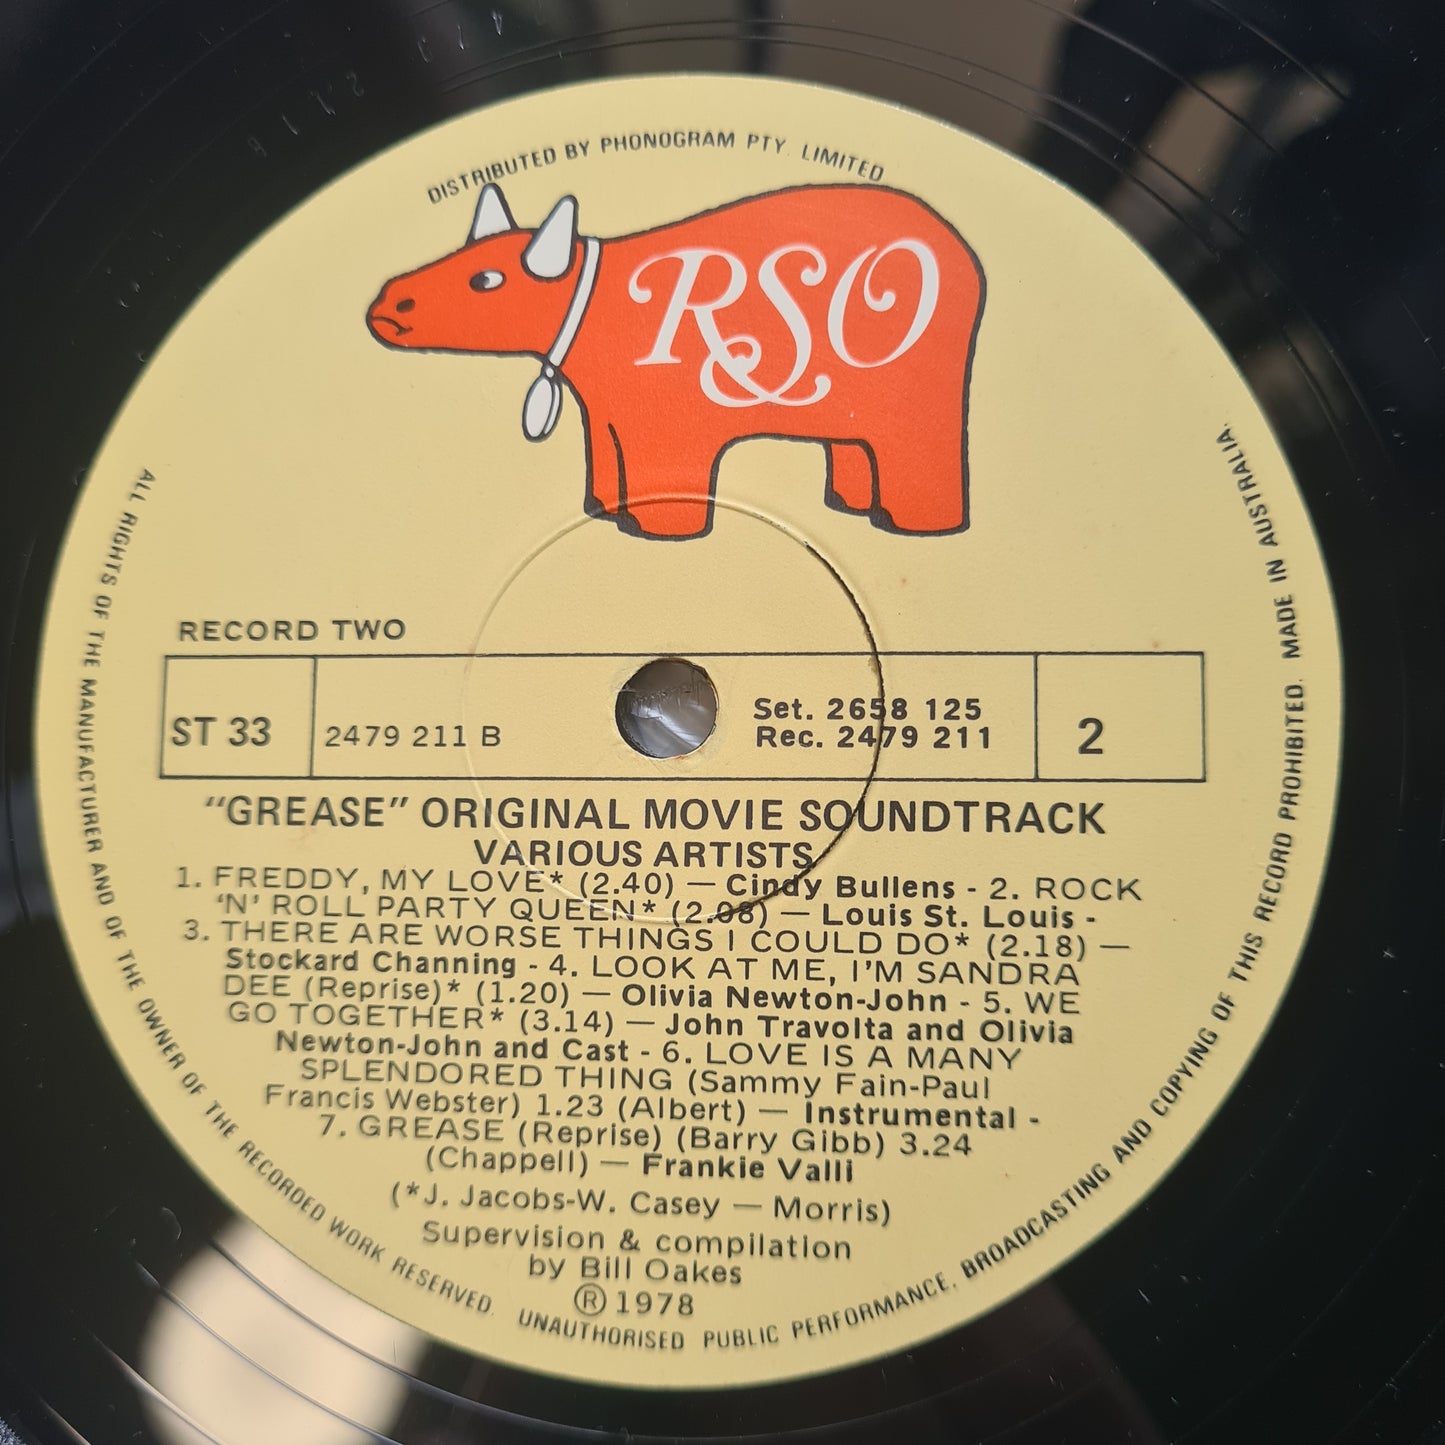 DISTRIBUTED BY PHONOGRAM PTY. LIMITED
RSO
RECORD TWO
ST 33
2479 211 B
Set. 2658 125
Rec. 2479 211
2
"GREASE" ORIGINAL MOVIE SOUNDTRACK
VARIOUS ARTISTS
1. FREDDY, MY LOVE* (2.40) — Cindy Bullens - 2. ROCK
'N' ROLL PARTY QUEEN* (2.08) — Louis St. Louis -
3. THERE ARE WORSE THINGS I COULD DO* (2.18) —
Stockard Channing - 4. LOOK AT ME, I'M SANDRA
DEE (Reprise)* (1.20) — Olivia Newton-John - 5. WE
GO TOGETHER* (3.14) — John Travolta and Olivia
Newton-John and Cast - 6. LOVE IS A MANY
SPLENDORED THING (Sammy Fain-Paul
Francis Webster) 1.23 (Albert) — Instrumental -
7. GREASE (Reprise) (Barry Gibb) 3.24
(Chappell) — Frankie Valli
(*J. Jacobs-W. Casey — Morris)
Supervision & compilation
by Bill Oakes
Ⓡ 1978
ALL RIGHTS OF THE MANUFACTURER AND OF THE OWNER OF THE RECORDED WORK RESERVED. UNAUTHORISED PUBLIC PERFORMANCE, BROADCASTING AND COPYING OF THIS RECORD PROHIBITED. MADE IN AUSTRALIA.